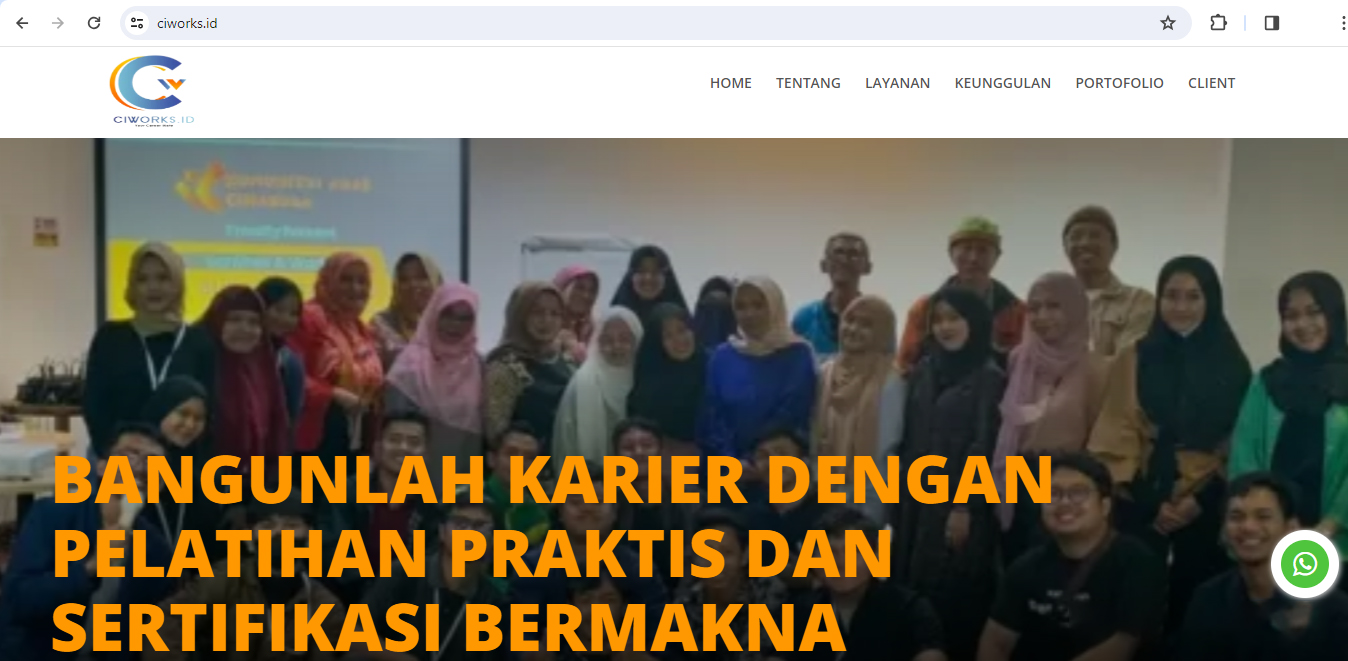 ciworks.id
CIWORKS.ID
HOME TENTANG LAYANAN KEUNGGULAN PORTOFOLIO CLIENT
BANGUNLAH KARIER DENGAN
PELATIHAN PRAKTIS DAN
SERTIFIKASI BERMAKNA